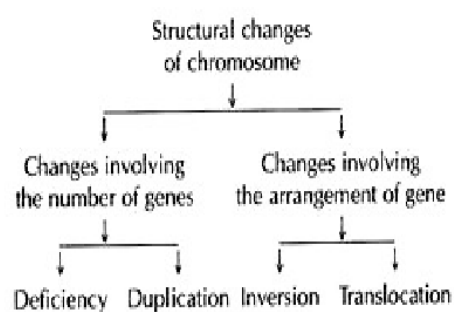 Structural changes
of chromosome
Changes involving
the number of genes
Changes involving
the arrangement of gene
Deficiency Duplication Inversion Translocation